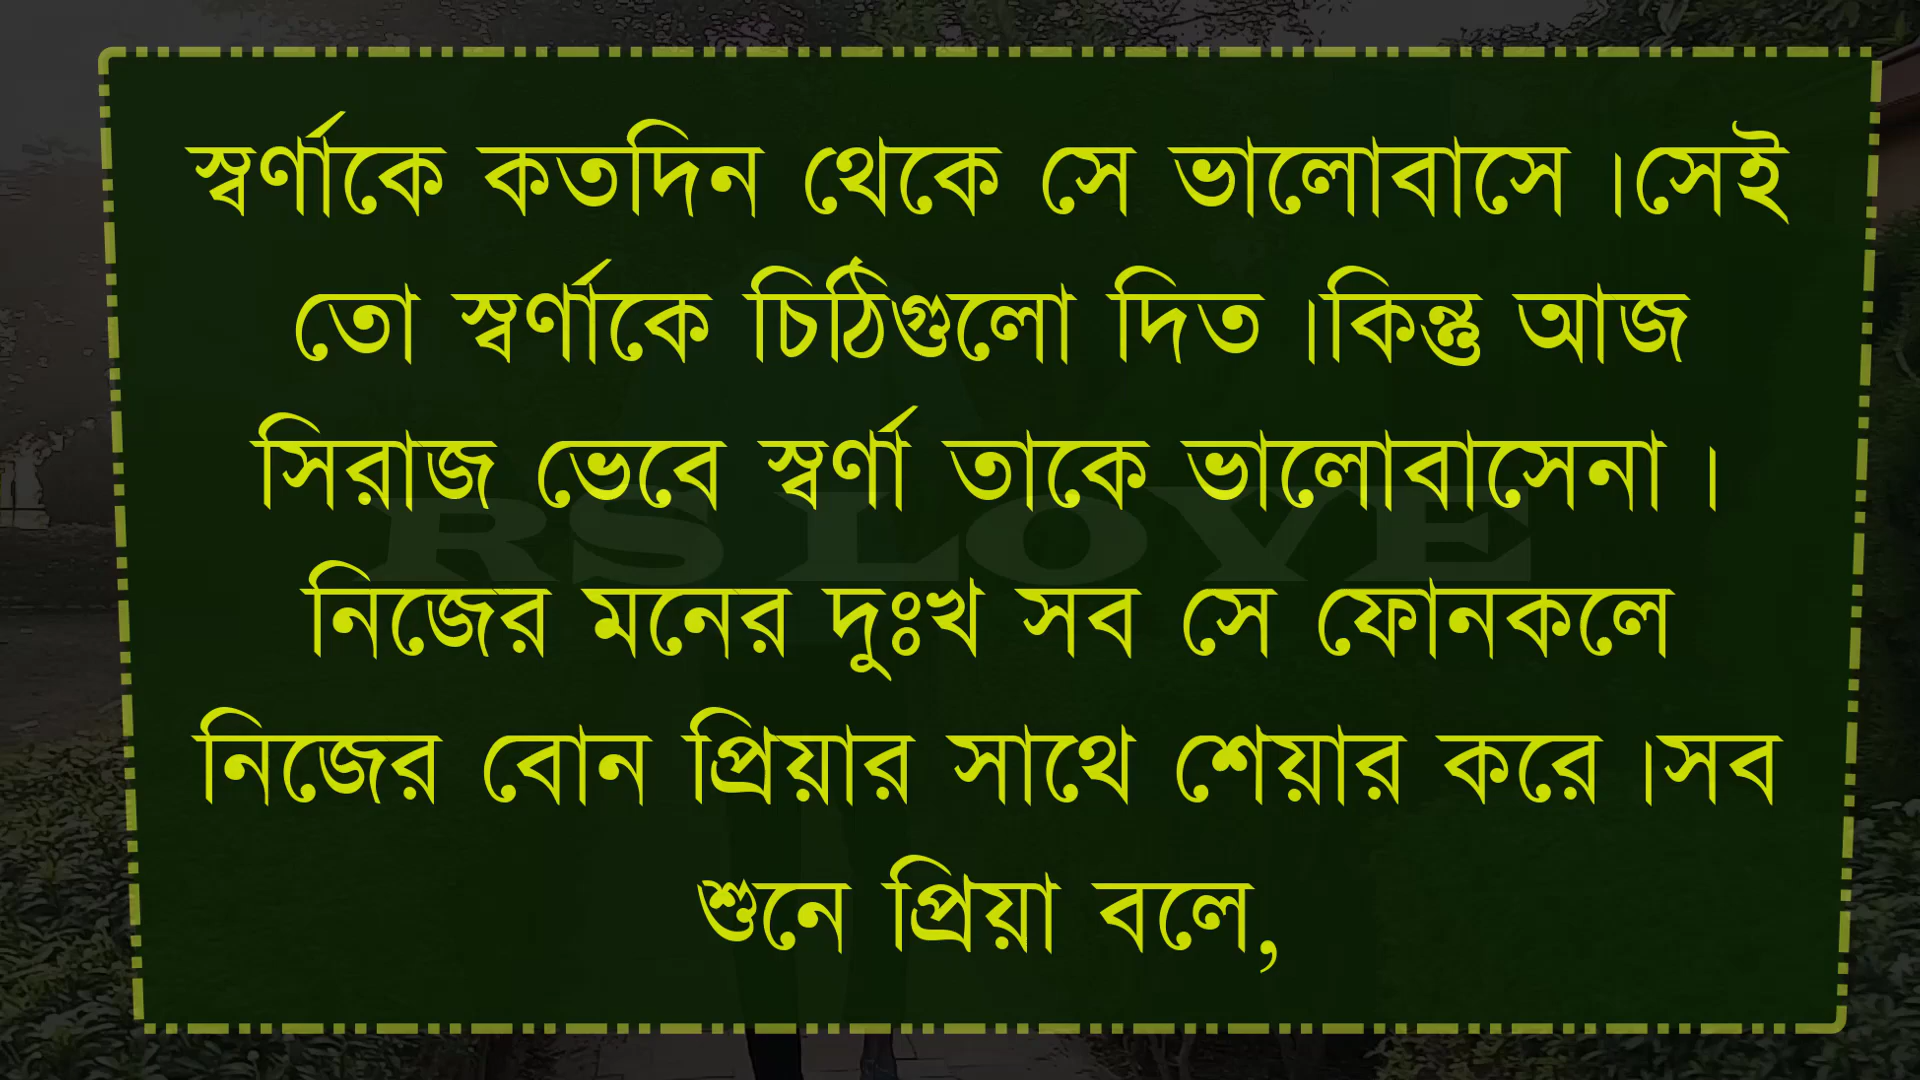 স্বর্ণাকে কতদিন থেকে সে ভালোবাসে ।সেই
তো স্বর্ণাকে চিঠিগুলো দিত ।কিন্তু আজ
সিরাজ ভেবে স্বর্ণা তাকে ভালোবাসেনা ।
RS LOVE
নিজের মনের দুঃখ সব সে ফোনকলে
নিজের বোন প্রিয়ার সাথে শেয়ার করে ।সব
শুনে প্রিয়া বলে,